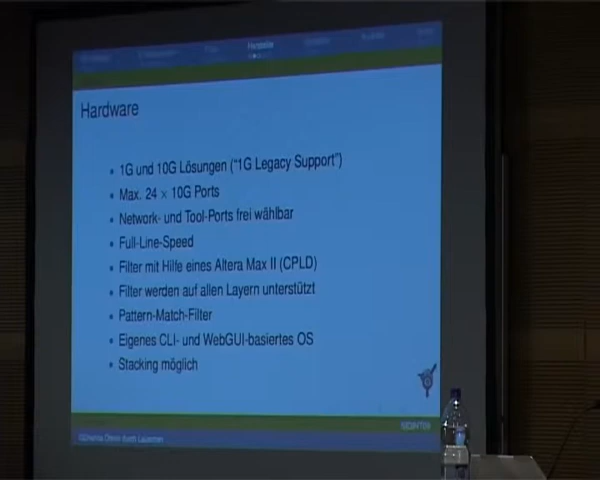 Hersteller
Hardware
1G und 10G Lösungen ("1G Legacy Support")
Max. 24 × 10G Ports
Network- und Tool-Ports frei wählbar
Full-Line-Speed
Filter mit Hilfe eines Altera Max II (CPLD)
Filter werden auf allen Layern unterstützt
Pattern-Match-Filter
Eigenes CLI- und WebGUI-basiertes OS
Stacking möglich